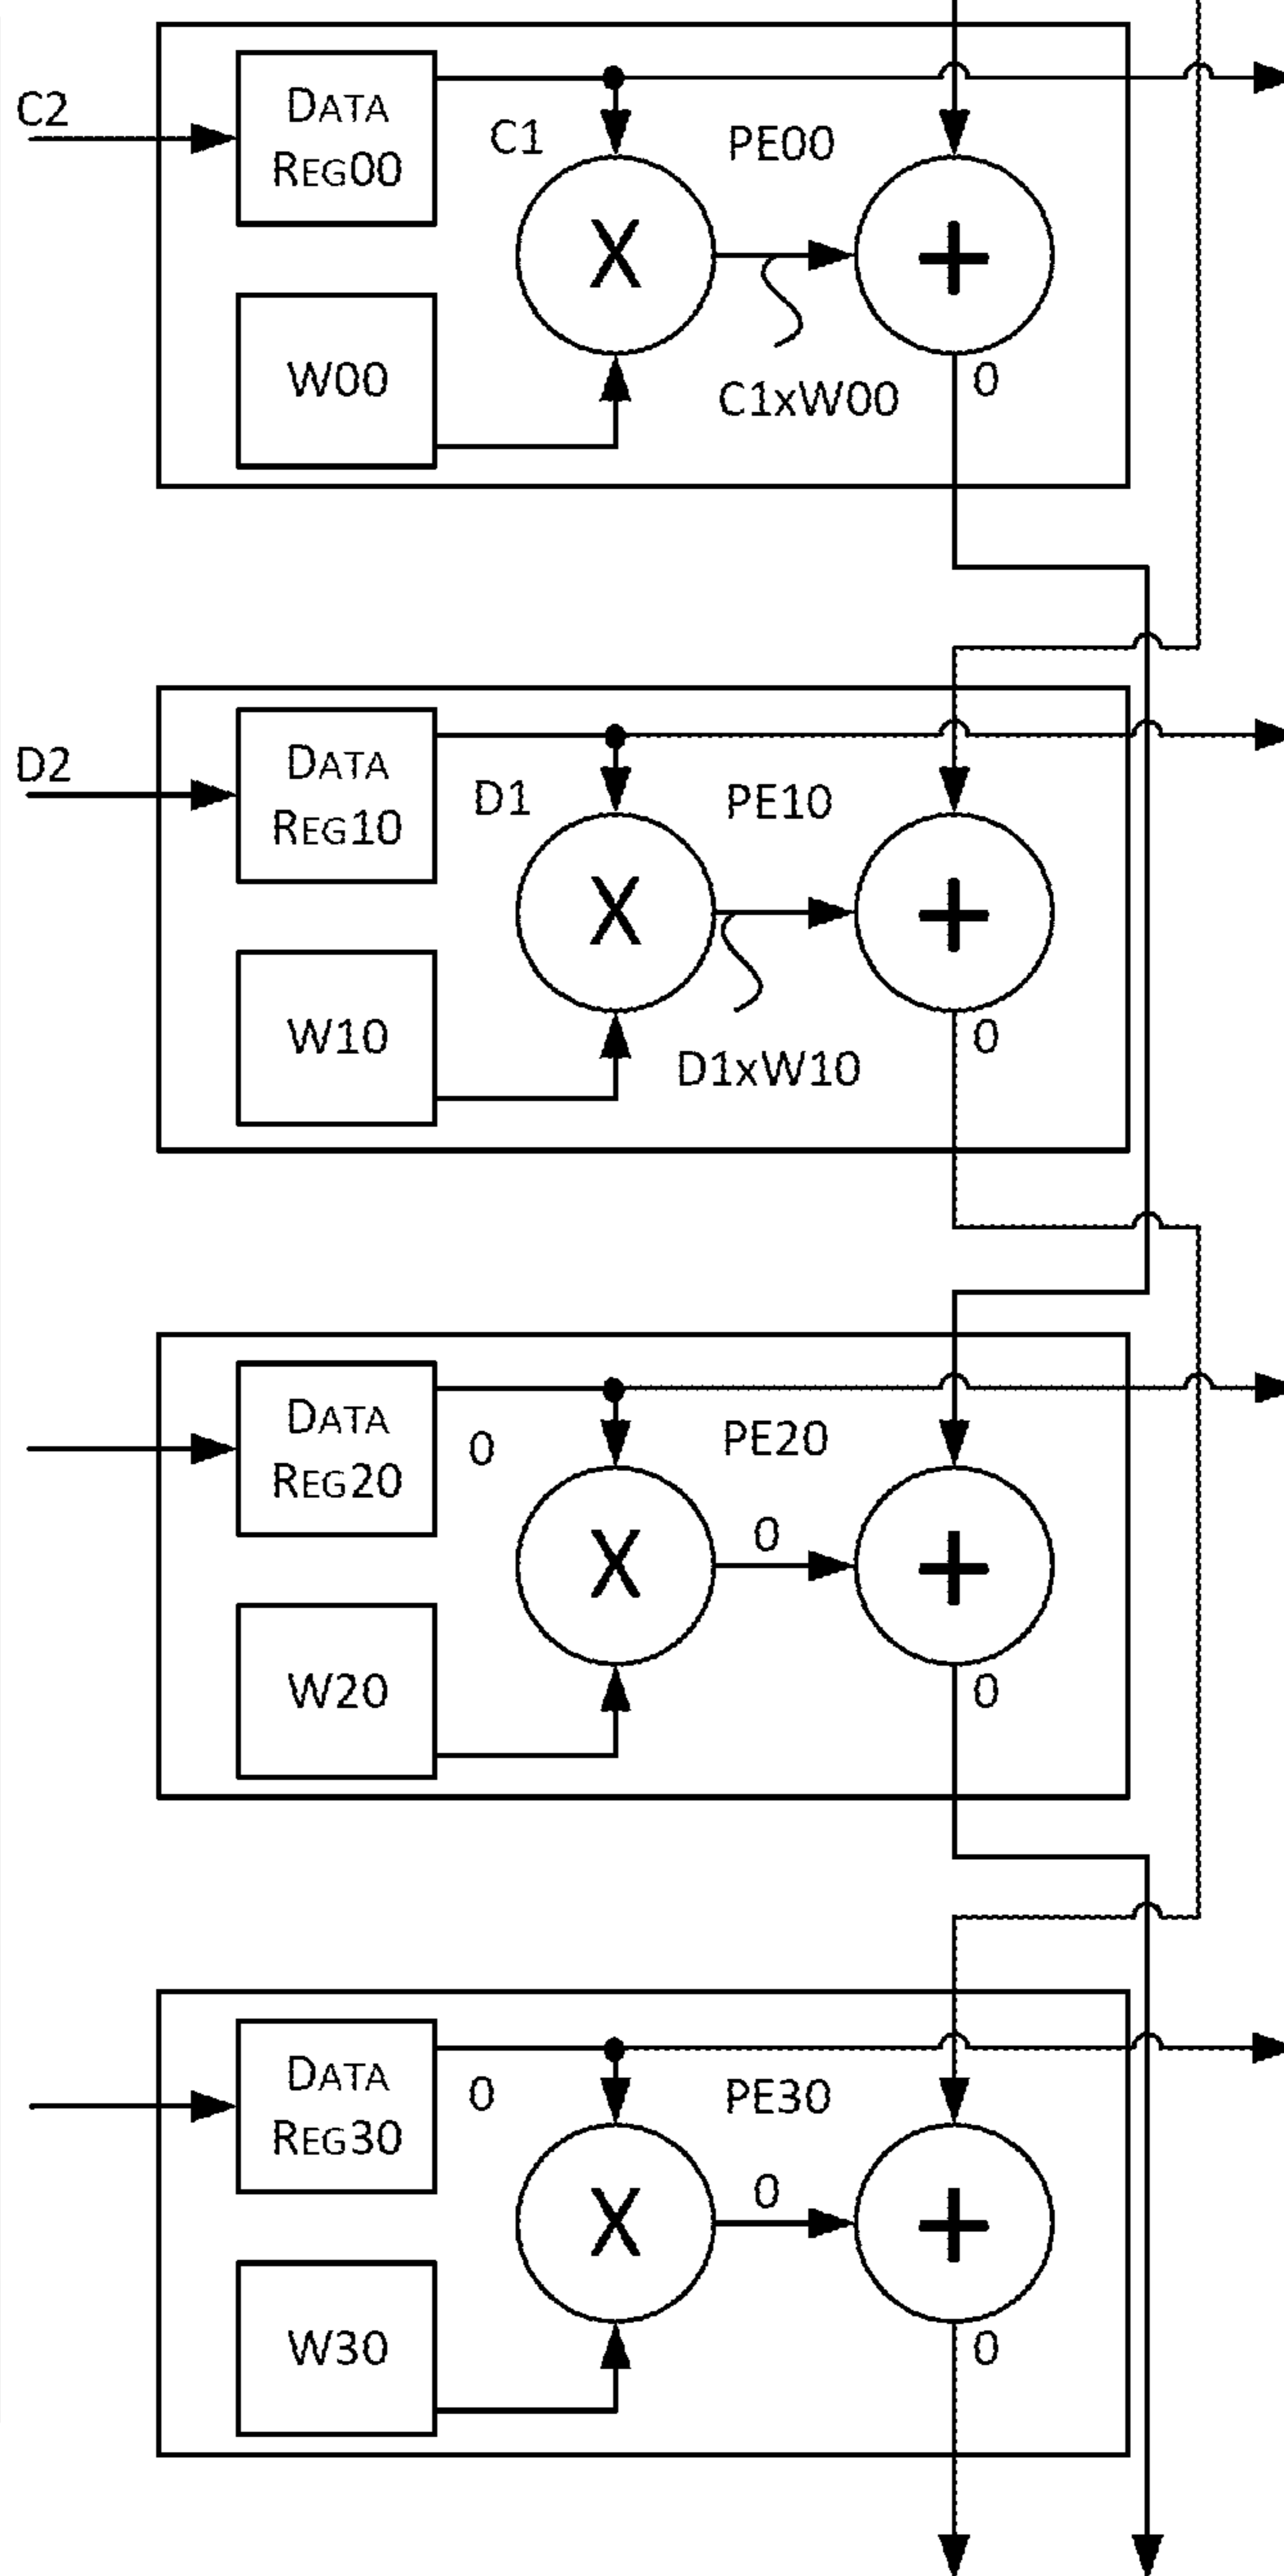 C2
DATA
REG00
C1
PE00
X
+
W00
C1xW00
0
D2
DATA
REG10
D1
PE10
X
+
W10
D1xW10
0
DATA
REG20
0
PE20
0
X
+
W20
0
DATA
REG30
0
PE30
0
X
+
W30
0